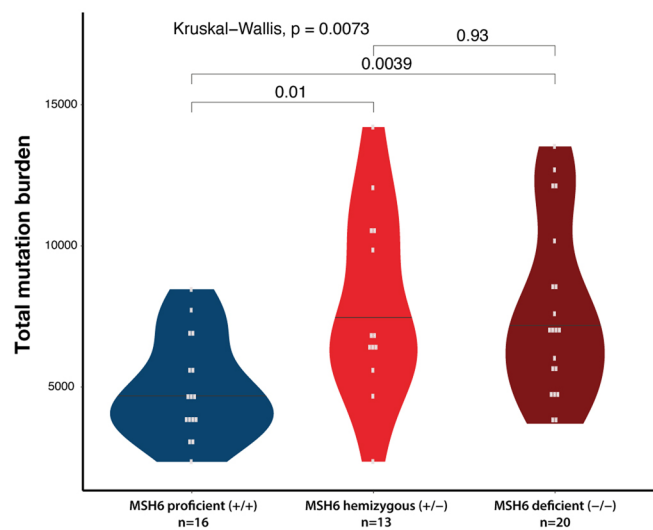 Kruskal−Wallis, p = 0.0073
0.93
0.0039
0.01
Total mutation burden
15000
10000
5000
MSH6 proficient (+/+)
n=16
MSH6 hemizygous (+/−)
n=13
MSH6 deficient (−/−)
n=20